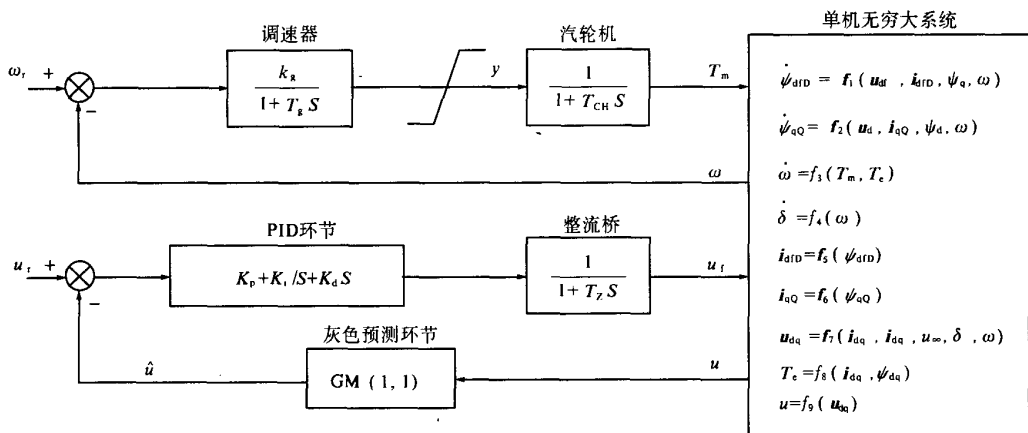 单机无穷大系统
调速器
汽轮机
ω_r + −
k_g / (1 + T_g S)
y
1 / (1 + T_CH S)
T_m
ω
PID环节
整流桥
u_r + −
K_p + K_i /S + K_d S
1 / (1 + T_Z S)
u_f
灰色预测环节
û
GM (1, 1)
u
ψ̇_dfD = f_1 ( u_df , i_dfD, ψ_q, ω)
ψ̇_qQ = f_2 ( u_d , i_qQ , ψ_d, ω)
ω̇ =f_3 ( T_m, T_e )
δ̇ =f_4 ( ω )
i_dfD=f_5 ( ψ_dfD)
i_qQ =f_6 ( ψ_qQ)
u_dq =f_7 ( i_dq , i_dq , u_∞, δ , ω)
T_e =f_8 ( i_dq , ψ_dq)
u=f_9 ( u_dq)